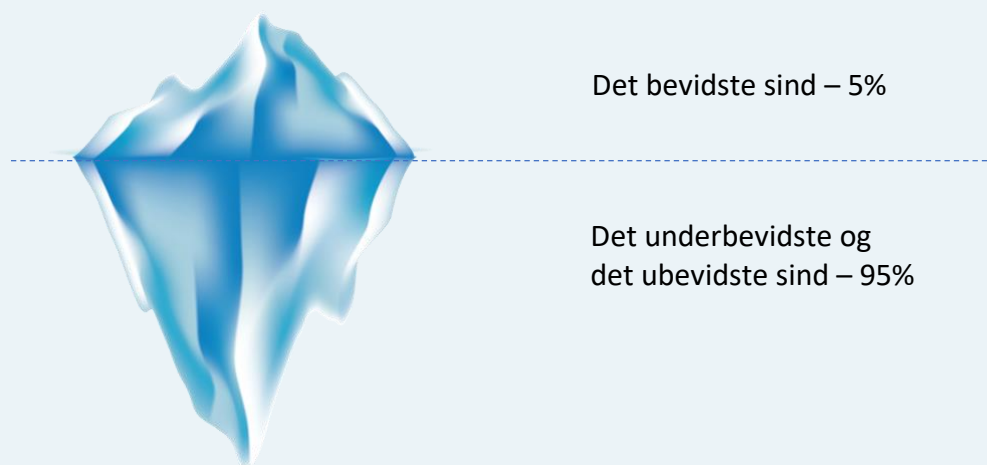 Det bevidste sind – 5%
Det underbevidste og
det ubevidste sind – 95%